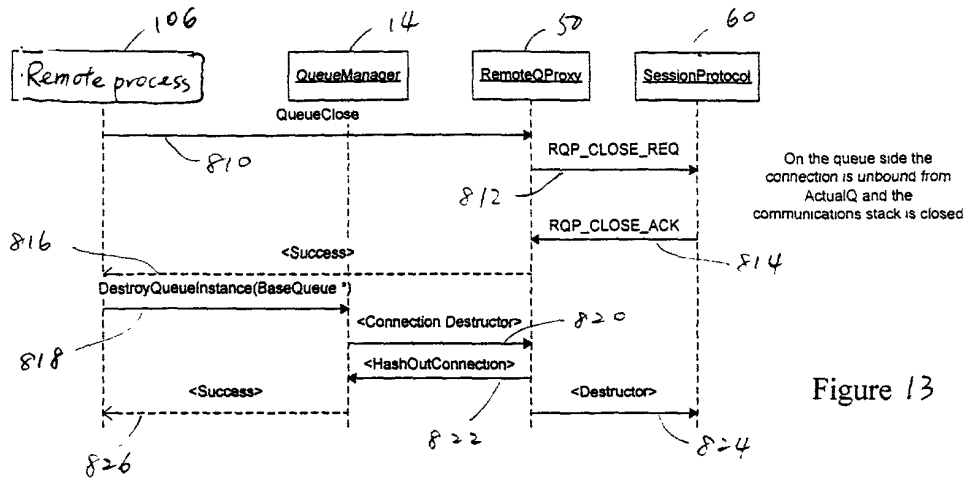 106
14
50
60
Remote process
QueueManager
RemoteQProxy
SessionProtocol
QueueClose
810
RQP_CLOSE_REQ
812
On the queue side the
connection is unbound from
ActualQ and the
communications stack is closed
RQP_CLOSE_ACK
814
816
<Success>
DestroyQueueInstance(BaseQueue *)
818
<Connection Destructor>
820
<HashOutConnection>
822
<Success>
826
<Destructor>
824
Figure 13